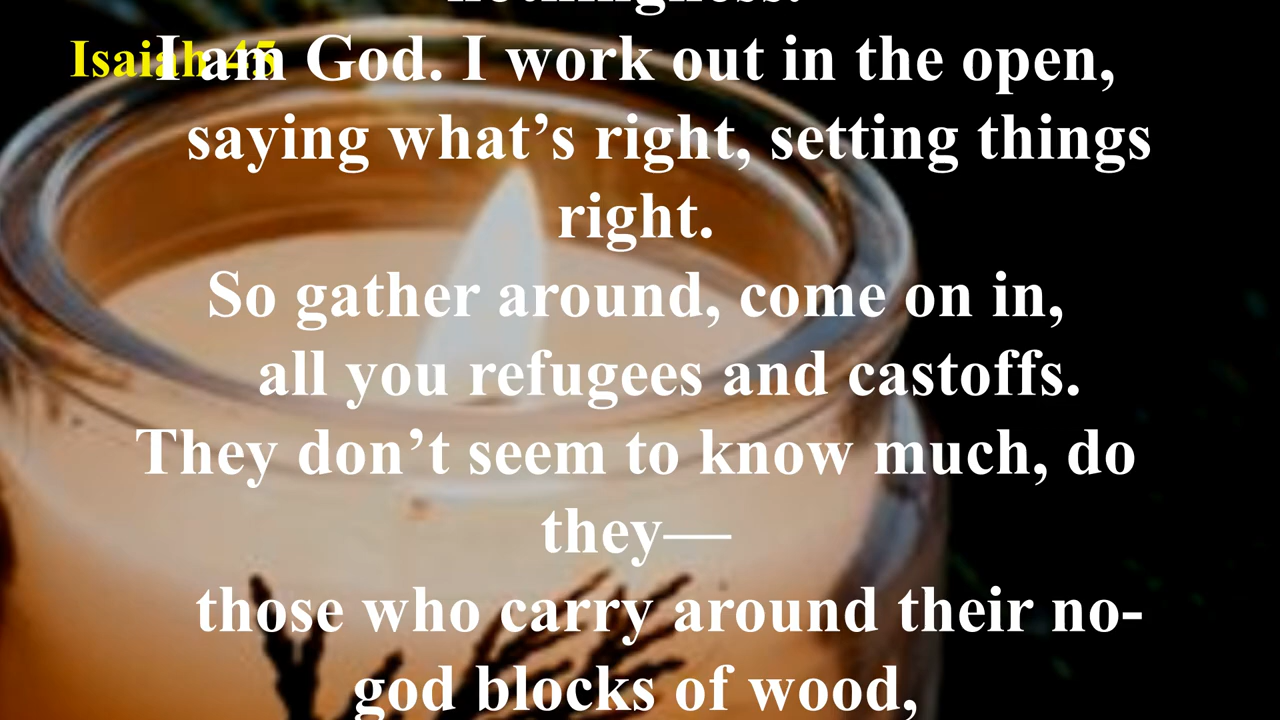 nothingness.
Isaiah 45
I am God. I work out in the open,
saying what’s right, setting things
right.
So gather around, come on in,
all you refugees and castoffs.
They don’t seem to know much, do
they—
those who carry around their no-
god blocks of wood,